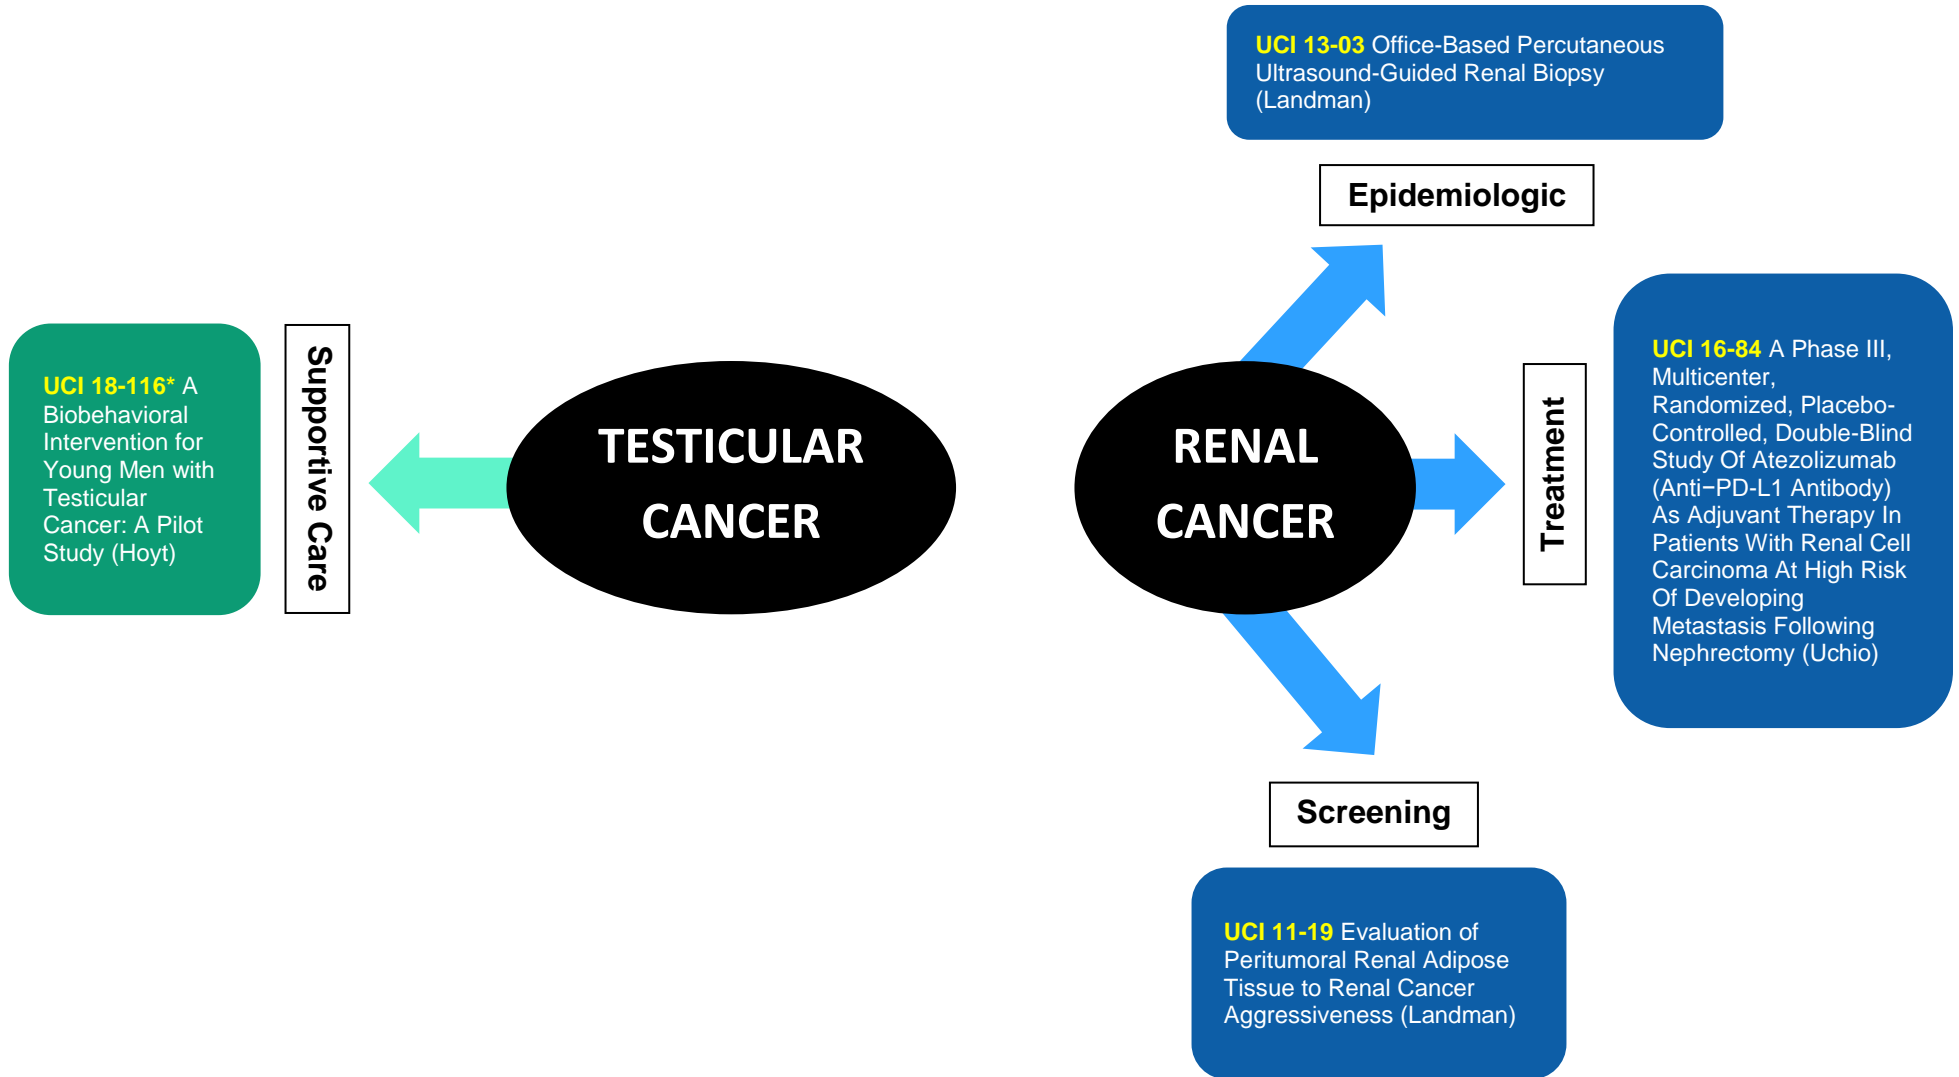 UCI 13-03 Office-Based Percutaneous
Ultrasound-Guided Renal Biopsy
(Landman)
Epidemiologic
UCI 18-116* A
Biobehavioral
Intervention for
Young Men with
Testicular
Cancer: A Pilot
Study (Hoyt)
Supportive Care
TESTICULAR
CANCER
RENAL
CANCER
Treatment
UCI 16-84 A Phase III,
Multicenter,
Randomized, Placebo-
Controlled, Double-Blind
Study Of Atezolizumab
(Anti−PD-L1 Antibody)
As Adjuvant Therapy In
Patients With Renal Cell
Carcinoma At High Risk
Of Developing
Metastasis Following
Nephrectomy (Uchio)
Screening
UCI 11-19 Evaluation of
Peritumoral Renal Adipose
Tissue to Renal Cancer
Aggressiveness (Landman)